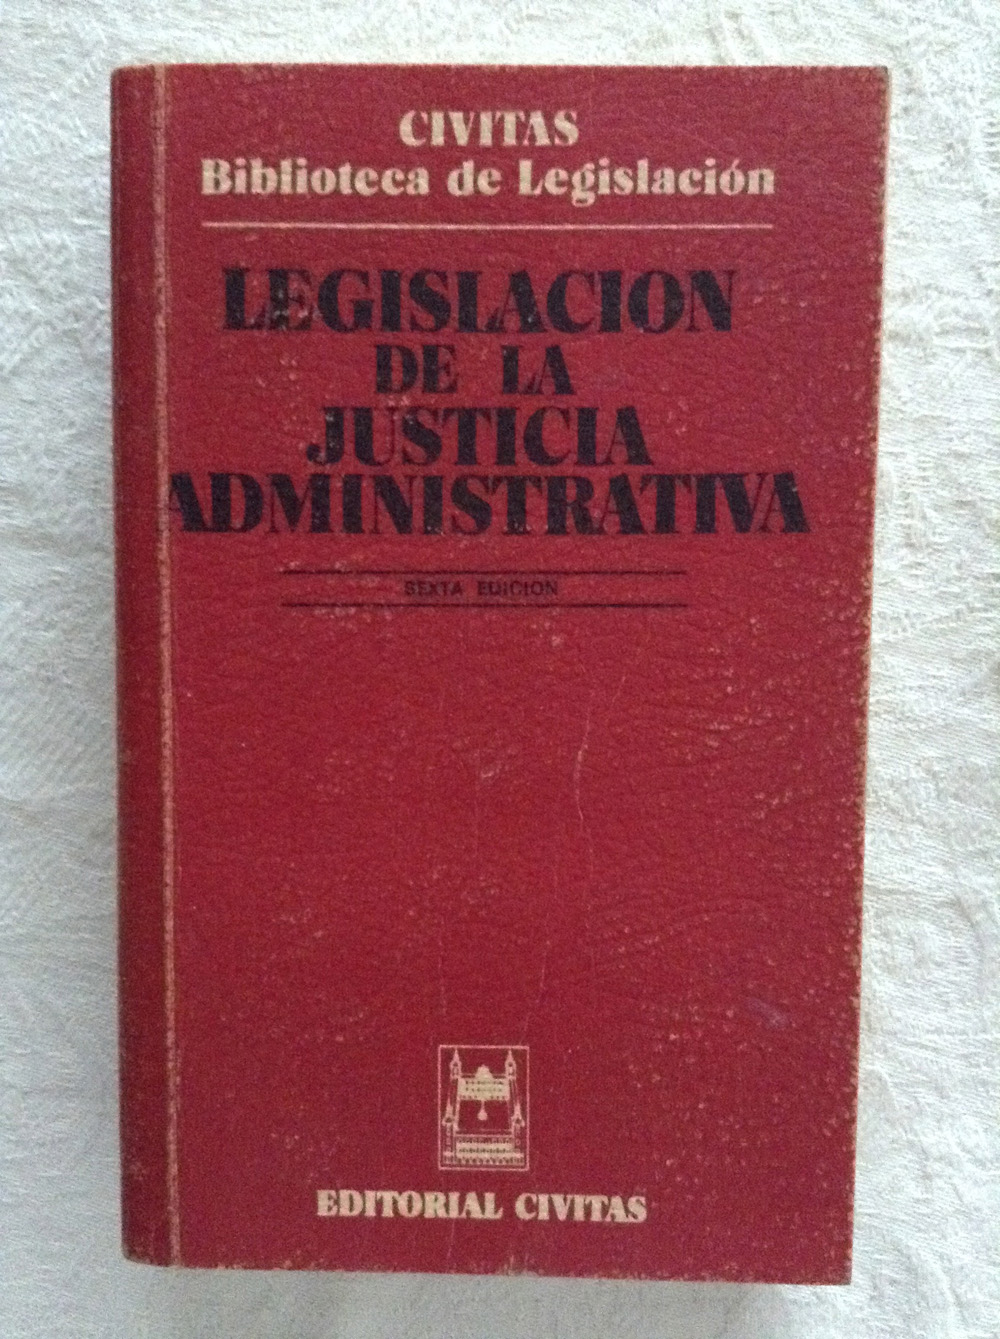 CIVITAS
Biblioteca de Legislación
LEGISLACION
DE LA
JUSTICIA
ADMINISTRATIVA
SEXTA EDICION
EDITORIAL CIVITAS